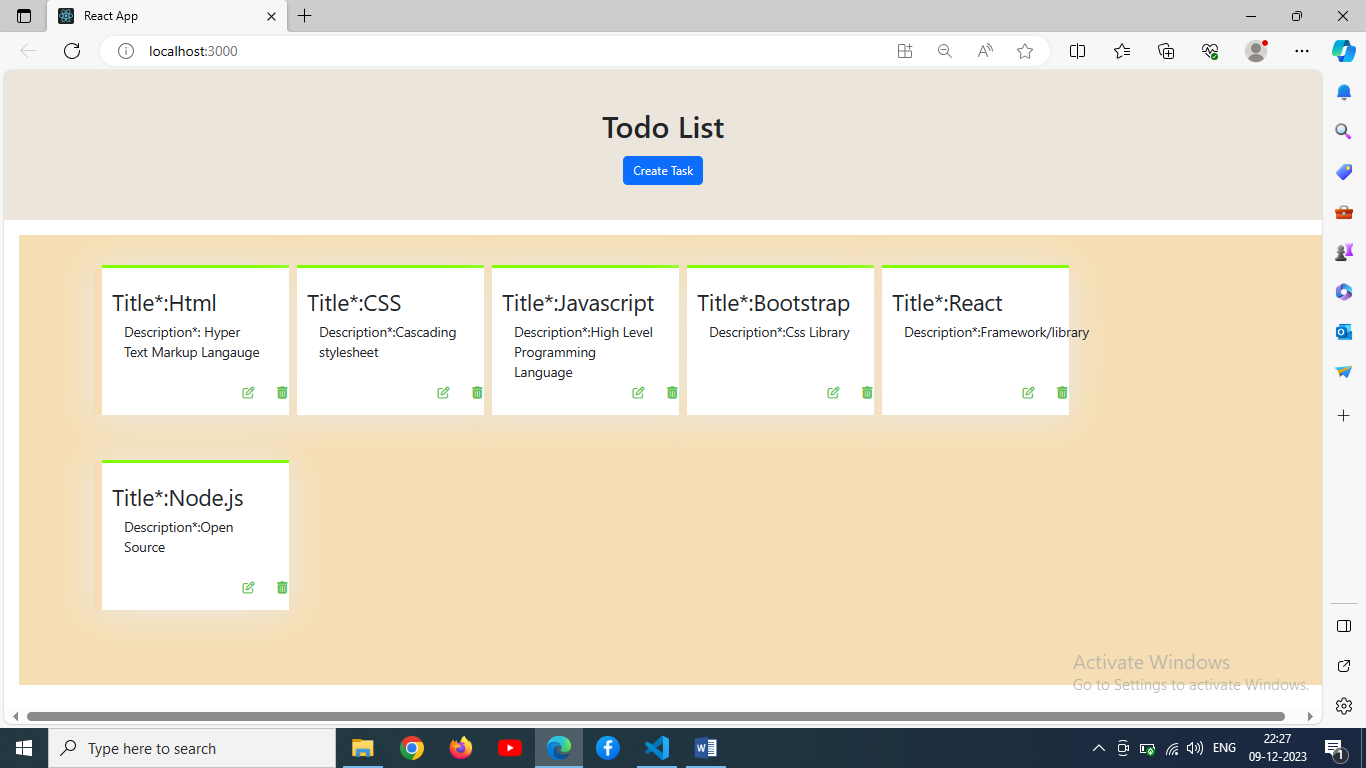 React App
localhost:3000
Todo List
Create Task
Title*:Html
Description*: Hyper
Text Markup Langauge
Title*:CSS
Description*:Cascading
stylesheet
Title*:Javascript
Description*:High Level
Programming
Language
Title*:Bootstrap
Description*:Css Library
Title*:React
Description*:Framework/library
Title*:Node.js
Description*:Open
Source
Activate Windows
Go to Settings to activate Windows.
Type here to search
ENG
22:27
09-12-2023
1